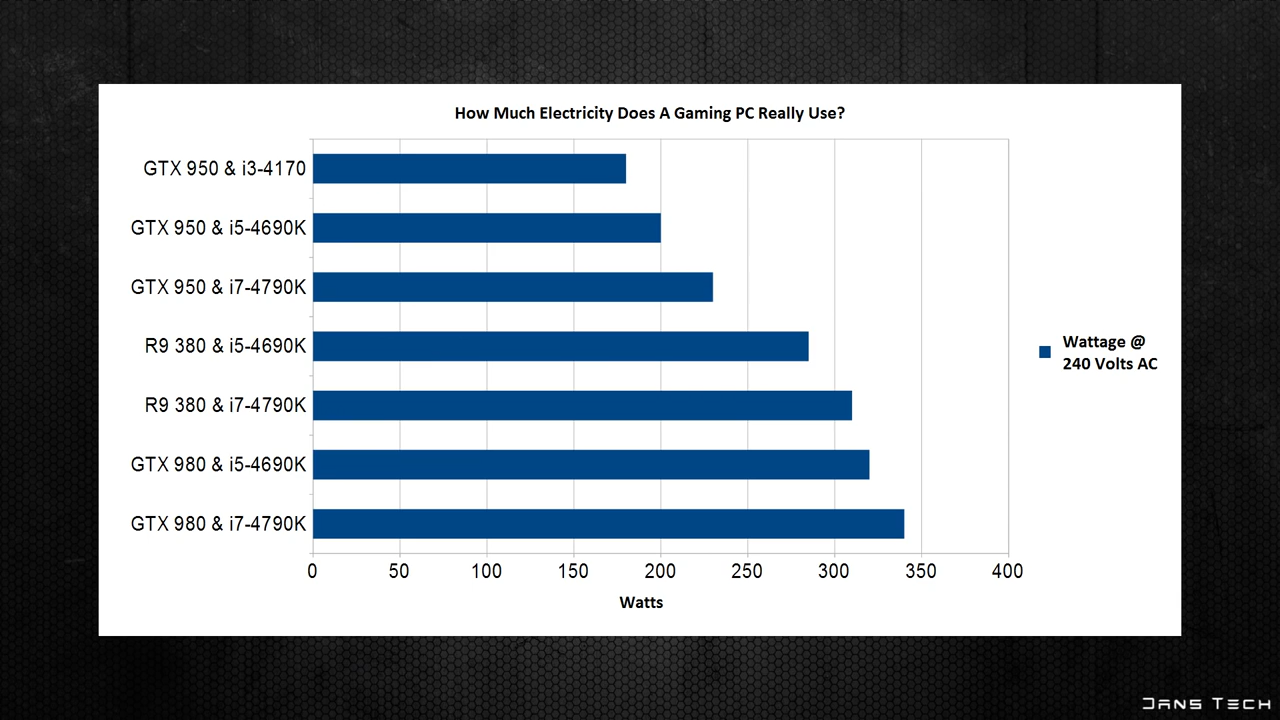 How Much Electricity Does A Gaming PC Really Use?
GTX 950 & i3-4170
GTX 950 & i5-4690K
GTX 950 & i7-4790K
R9 380 & i5-4690K
R9 380 & i7-4790K
GTX 980 & i5-4690K
GTX 980 & i7-4790K
0 50 100 150 200 250 300 350 400
Watts
Wattage @
240 Volts AC
JANS TECH